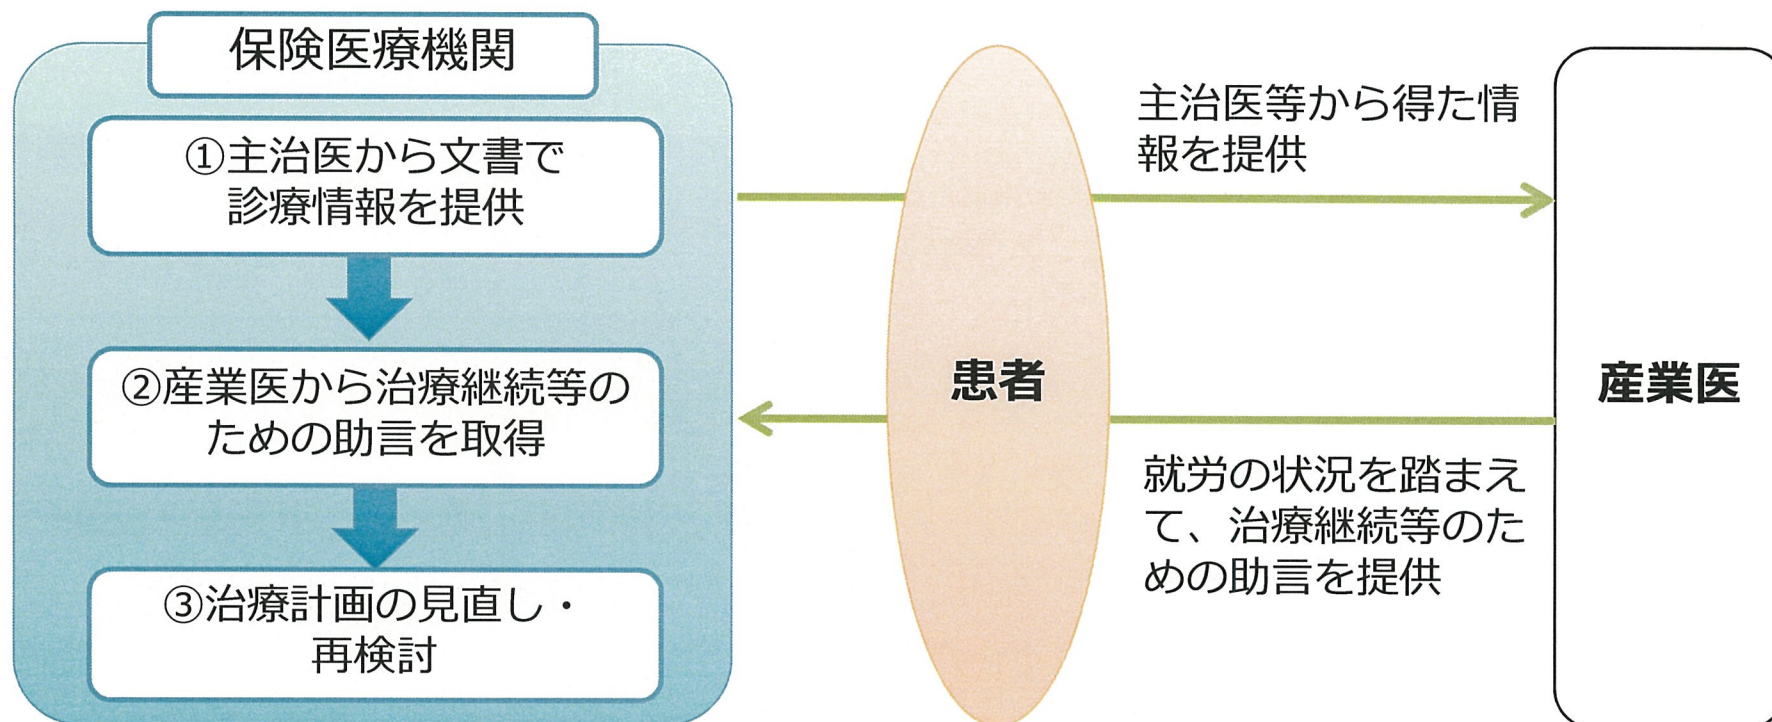 保険医療機関
①主治医から文書で
診療情報を提供
②産業医から治療継続等の
ための助言を取得
③治療計画の見直し・
再検討
患者
主治医等から得た情
報を提供
就労の状況を踏まえ
て、治療継続等のた
めの助言を提供
産業医